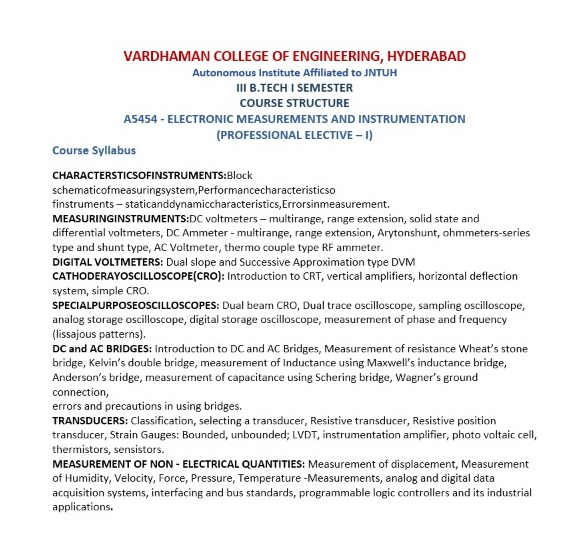 VARDHAMAN COLLEGE OF ENGINEERING, HYDERABAD
Autonomous Institute Affiliated to JNTUH
III B.TECH I SEMESTER
COURSE STRUCTURE
A5454 - ELECTRONIC MEASUREMENTS AND INSTRUMENTATION
(PROFESSIONAL ELECTIVE – I)
Course Syllabus
CHARACTERSTICSOFINSTRUMENTS:Block
schematicofmeasuringsystem,Performancecharacteristicso
finstruments – staticanddynamiccharacteristics,Errorsinmeasurement.
MEASURINGINSTRUMENTS:DC voltmeters – multirange, range extension, solid state and
differential voltmeters, DC Ammeter - multirange, range extension, Arytonshunt, ohmmeters-series
type and shunt type, AC Voltmeter, thermo couple type RF ammeter.
DIGITAL VOLTMETERS: Dual slope and Successive Approximation type DVM
CATHODERAYOSCILLOSCOPE(CRO): Introduction to CRT, vertical amplifiers, horizontal deflection
system, simple CRO.
SPECIALPURPOSEOSCILLOSCOPES: Dual beam CRO, Dual trace oscilloscope, sampling oscilloscope,
analog storage oscilloscope, digital storage oscilloscope, measurement of phase and frequency
(lissajous patterns).
DC and AC BRIDGES: Introduction to DC and AC Bridges, Measurement of resistance Wheat's stone
bridge, Kelvin's double bridge, measurement of Inductance using Maxwell's inductance bridge,
Anderson's bridge, measurement of capacitance using Schering bridge, Wagner's ground
connection,
errors and precautions in using bridges.
TRANSDUCERS: Classification, selecting a transducer, Resistive transducer, Resistive position
transducer, Strain Gauges: Bounded, unbounded; LVDT, instrumentation amplifier, photo voltaic cell,
thermistors, sensistors.
MEASUREMENT OF NON - ELECTRICAL QUANTITIES: Measurement of displacement, Measurement
of Humidity, Velocity, Force, Pressure, Temperature -Measurements, analog and digital data
acquisition systems, interfacing and bus standards, programmable logic controllers and its industrial
applications.